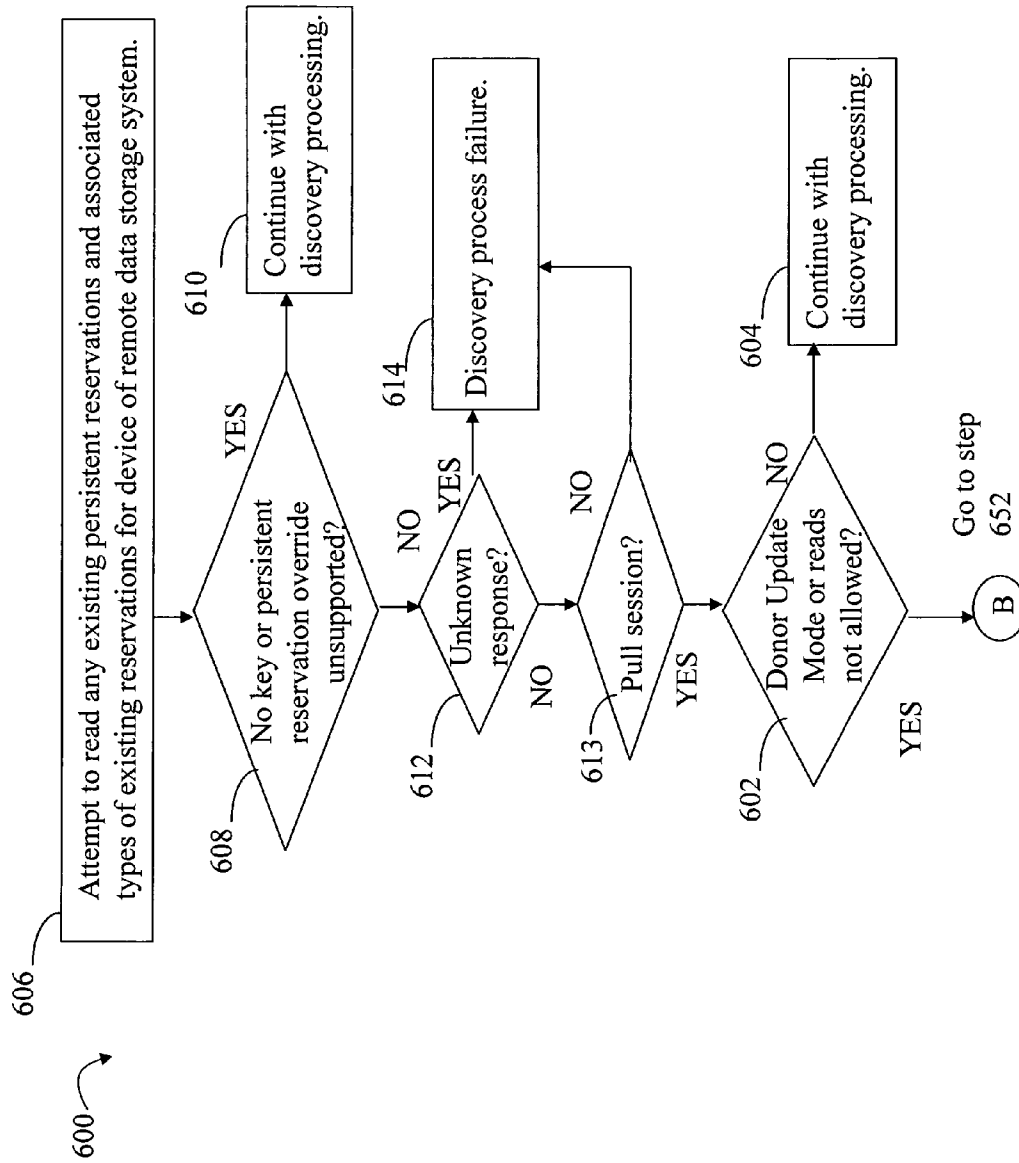 600
606
Attempt to read any existing persistent reservations and associated
types of existing reservations for device of remote data storage system.
608
No key or persistent
reservation override
unsupported?
YES
610
Continue with
discovery processing.
NO
612
Unknown
response?
YES
614
Discovery process failure.
NO
613
Pull session?
NO
YES
602
Donor Update
Mode or reads
not allowed?
NO
604
Continue with
discovery processing.
YES
B
Go to step
652